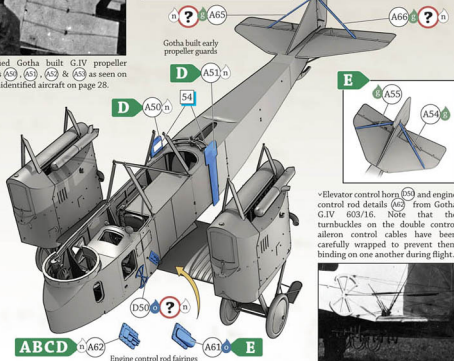 n ? g A65
A66 g ? n
Gotha built early
propeller guards
ed Gotha built G.IV propeller
A50, A51, A52 & A53 as seen on
identified aircraft on page 28.
D A51 n
D A50 n
54
E
g A55
A54 g
Elevator control horn D50 and engine
control rod details A62 from Gotha
G.IV 603/16. Note that the
turnbuckles on the double control
aileron control cables have been
carefully wrapped to prevent them
binding on one another during flight.
D50 o ? n
ABCD n A62
A61 o E
Engine control rod fairings